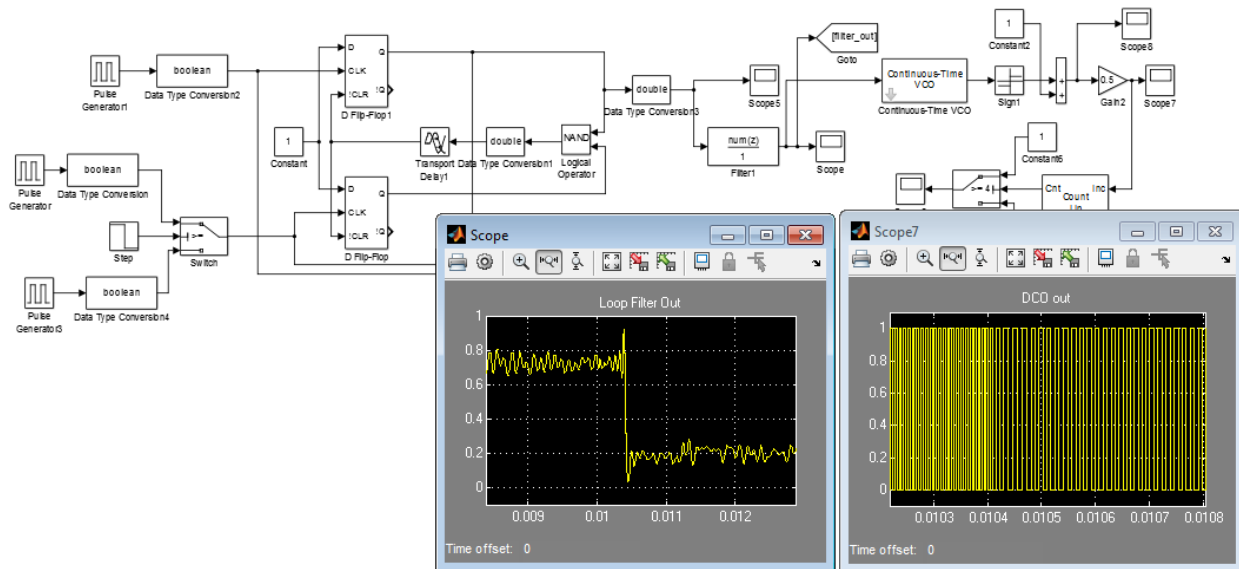 Pulse
Generator1
boolean
Data Type Conversion2
D
CLK
!CLR
Q
!Q
D Flip-Flop1
1
Constant
Transport
Delay1
double
Data Type Conversion1
NAND
Logical
Operator
double
Data Type Conversion3
Scope5
num(z)
1
Filter1
Scope
[filter_out]
Goto
Continuous-Time
VCO
Continuous-Time VCO
Sign1
1
Constant2
+
+
Scope8
0.5
Gain2
Scope7
1
Constant6
4
Cnt
Count
Inc
Pulse
Generator
boolean
Data Type Conversion
Step
Switch
Pulse
Generator3
boolean
Data Type Conversion4
D
CLK
!CLR
Q
!Q
D Flip-Flop
Scope
Loop Filter Out
1
0.8
0.6
0.4
0.2
0
0.009
0.01
0.011
0.012
Time offset: 0
Scope7
DCO out
1
0.8
0.6
0.4
0.2
0
0.0103
0.0104
0.0105
0.0106
0.0107
0.0108
Time offset: 0